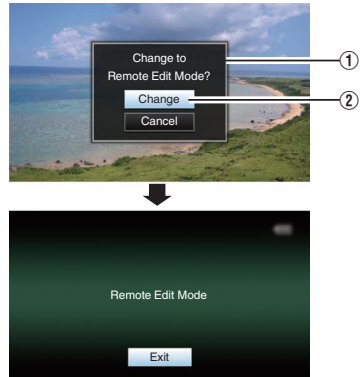 Change to
Remote Edit Mode?
Change
Cancel
①
②
Remote Edit Mode
Exit